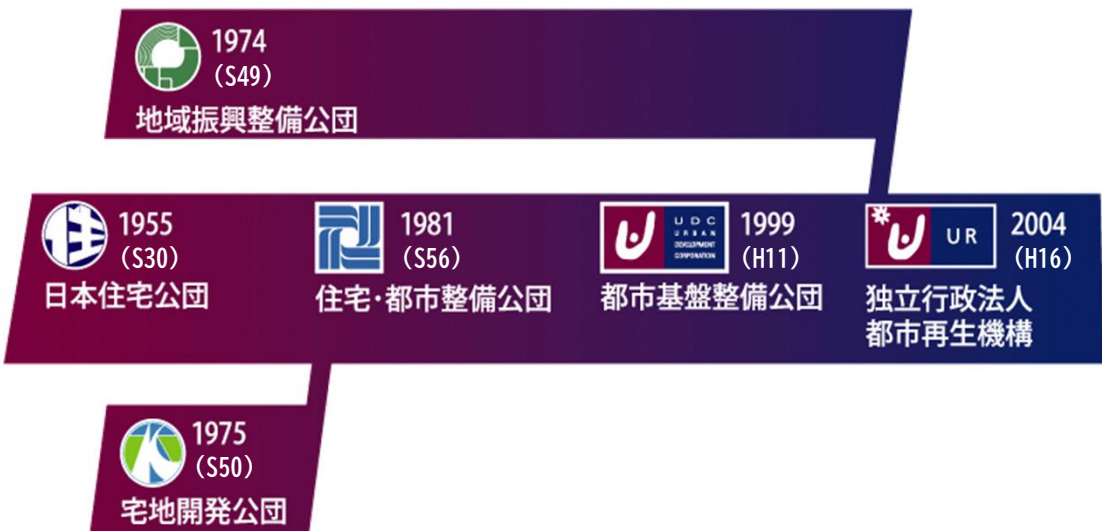 1974
（S49）
地域振興整備公団
住
1955
（S30）
日本住宅公団
1981
（S56）
住宅・都市整備公団
UDC
URBAN
DEVELOPMENT
CORPORATION
1999
（H11）
都市基盤整備公団
UR
2004
（H16）
独立行政法人
都市再生機構
1975
（S50）
宅地開発公団